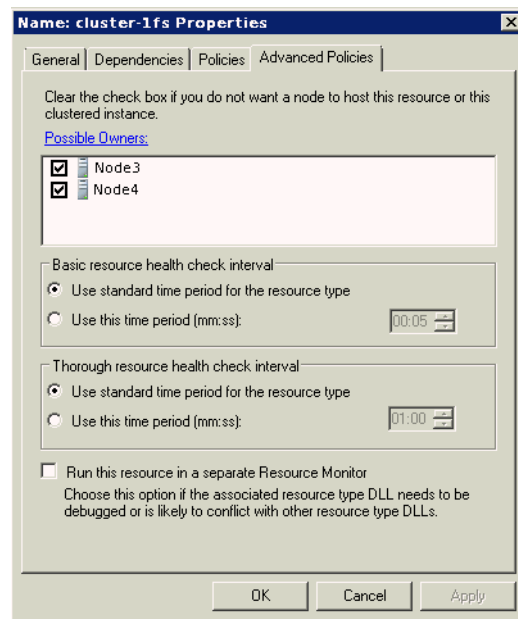 Name: cluster-1fs Properties
General Dependencies Policies Advanced Policies
Clear the check box if you do not want a node to host this resource or this
clustered instance.
Possible Owners:
Node3
Node4
Basic resource health check interval
Use standard time period for the resource type
Use this time period (mm:ss): 00:05
Thorough resource health check interval
Use standard time period for the resource type
Use this time period (mm:ss): 01:00
Run this resource in a separate Resource Monitor
Choose this option if the associated resource type DLL needs to be
debugged or is likely to conflict with other resource type DLLs.
OK Cancel Apply